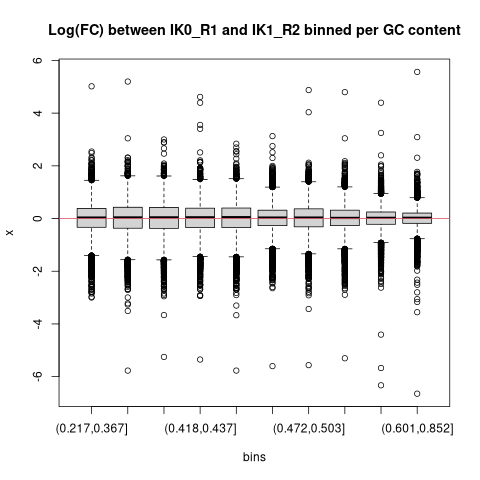 Log(FC) between IK0_R1 and IK1_R2 binned per GC content
6
4
2
0
-2
-4
-6
x
(0.217,0.367] (0.418,0.437] (0.472,0.503] (0.601,0.852]
bins